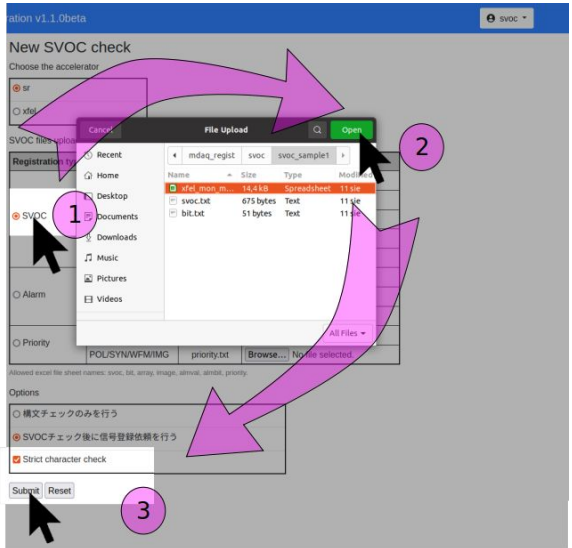 ration v1.1.0beta
svoc
New SVOC check
Choose the accelerator
sr
xfel
SVOC files uploa
Registration ty
Cancel
File Upload
Open
2
Recent
Home
Desktop
Documents
Downloads
Music
Pictures
Videos
mdaq_regist svoc svoc_sample1
Name Size Type Modified
xfel_mon_m... 14,4 kB Spreadsheet 11 sie
svoc.txt 675 bytes Text 11 sie
bit.txt 51 bytes Text 11 sie
All Files
SVOC
1
Alarm
Priority
POL/SYN/WFM/IMG priority.txt Browse... No file selected.
Allowed excel file sheet names: svoc, bit, array, image, almval, almbit, priority.
Options
構文チェックのみを行う
SVOCチェック後に信号登録依頼を行う
Strict character check
Submit Reset
3